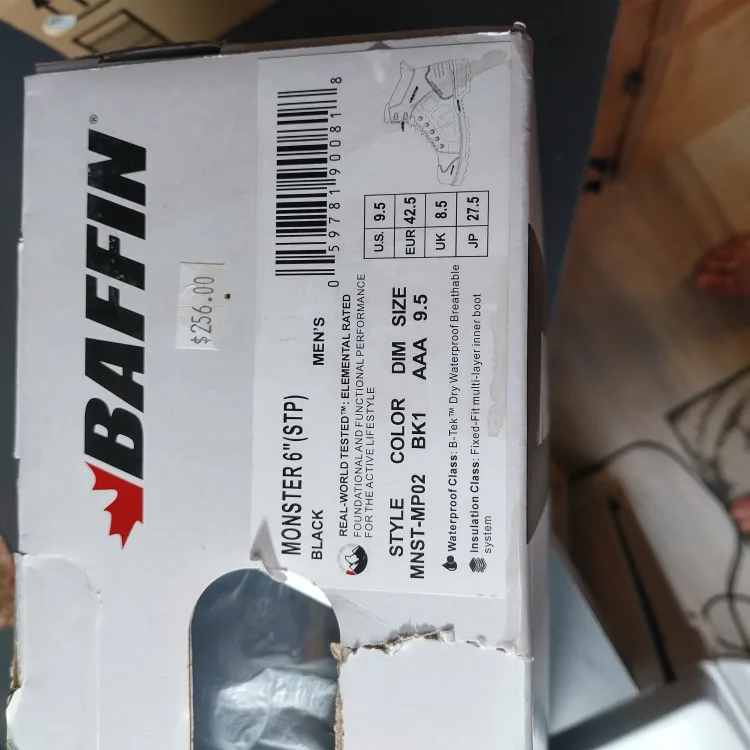 BAFFIN®
$256.00
0 59781 90081 8
U.S. 9.5
EUR 42.5
UK 8.5
JP 27.5
MONSTER 6"(STP)
BLACK MEN'S
REAL-WORLD TESTED™: ELEMENTAL RATED
FOUNDATIONAL AND FUNCTIONAL PERFORMANCE
FOR THE ACTIVE LIFESTYLE
STYLE COLOR DIM SIZE
MNST-MP02 BK1 AAA 9.5
Waterproof Class: B-Tek™ Dry Waterproof Breathable
Insulation Class: Fixed-Fit multi-layer inner boot
system